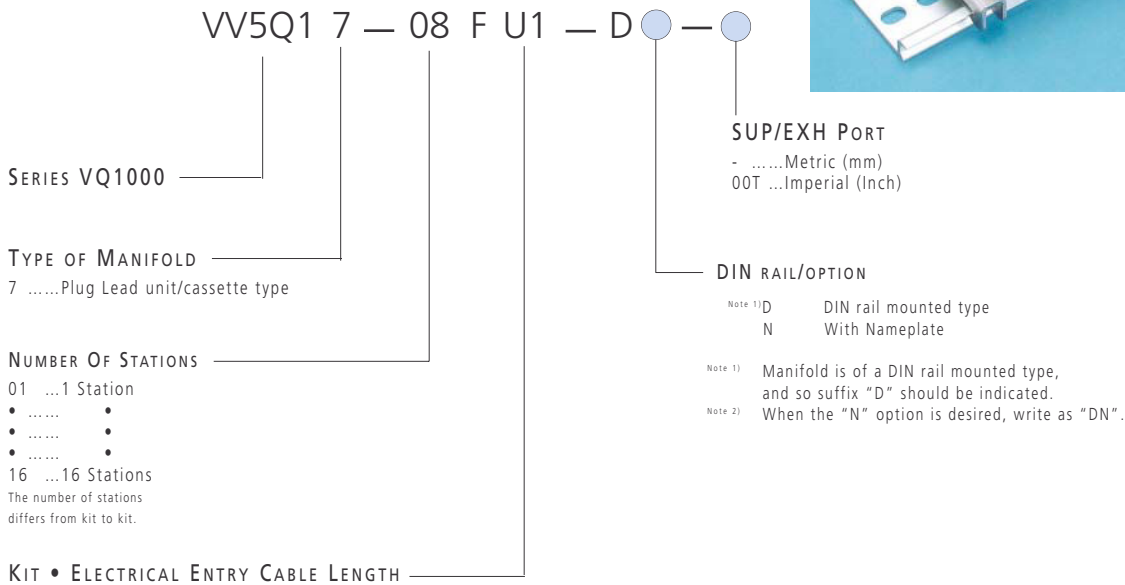 VV5Q1 7 — 08 F U1 — D — 
SUP/EXH PORT
- ......Metric (mm)
00T ...Imperial (Inch)
SERIES VQ1000
TYPE OF MANIFOLD
7 ......Plug Lead unit/cassette type
DIN RAIL/OPTION
Note 1) D DIN rail mounted type
N With Nameplate
NUMBER OF STATIONS
01 ...1 Station
• ...... •
• ...... •
• ...... •
16 ...16 Stations
The number of stations
differs from kit to kit.
Note 1) Manifold is of a DIN rail mounted type,
and so suffix “D” should be indicated.
Note 2) When the “N” option is desired, write as “DN”.
KIT • ELECTRICAL ENTRY CABLE LENGTH